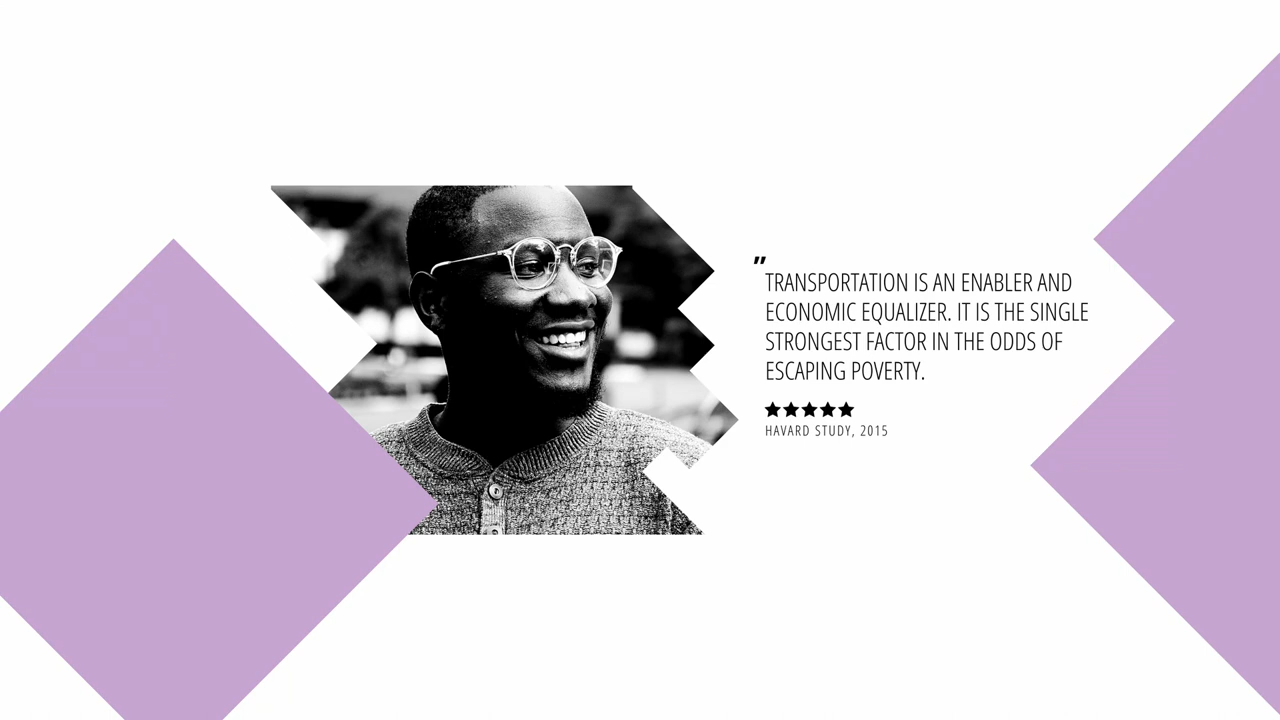 "
TRANSPORTATION IS AN ENABLER AND
ECONOMIC EQUALIZER. IT IS THE SINGLE
STRONGEST FACTOR IN THE ODDS OF
ESCAPING POVERTY.
HAVARD STUDY, 2015